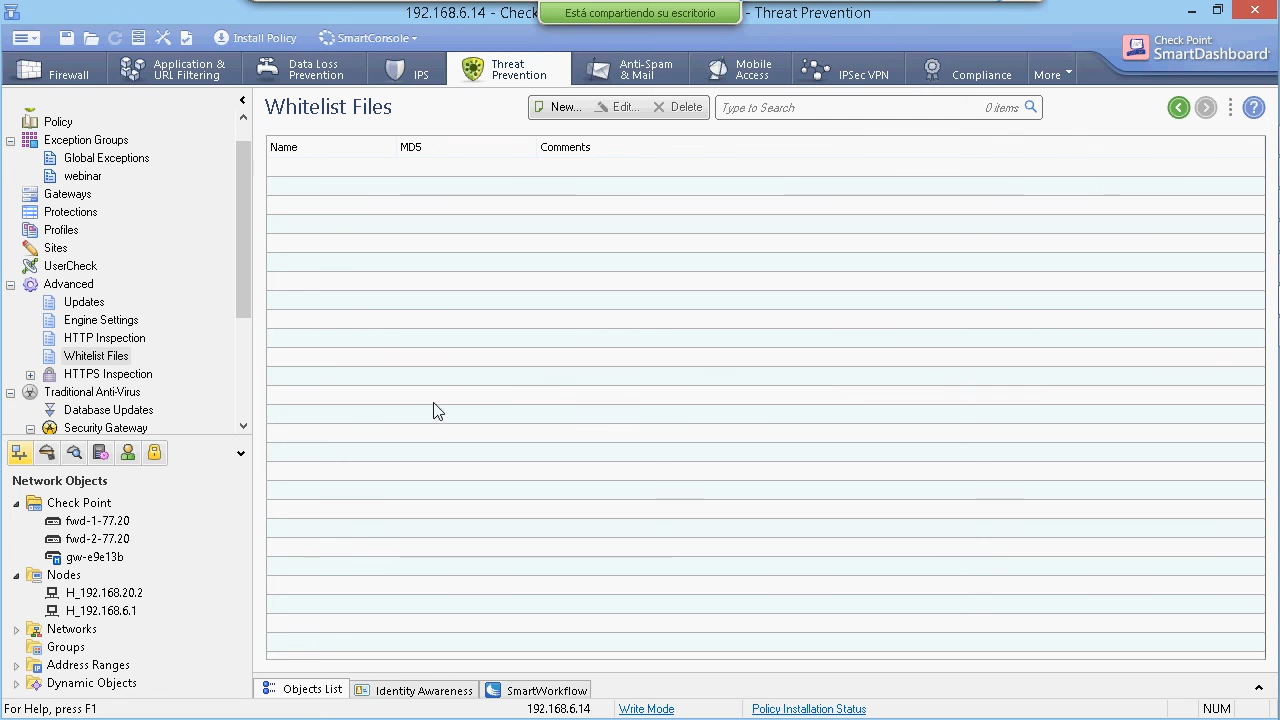 192.168.6.14 - Check
Está compartiendo su escritorio
- Threat Prevention
Install Policy
SmartConsole
Firewall
Application & URL Filtering
Data Loss Prevention
IPS
Threat Prevention
Anti-Spam & Mail
Mobile Access
IPSec VPN
Compliance
More
Check Point
SmartDashboard
Policy
Exception Groups
Global Exceptions
webinar
Gateways
Protections
Profiles
Sites
UserCheck
Advanced
Updates
Engine Settings
HTTP Inspection
Whitelist Files
HTTPS Inspection
Traditional Anti-Virus
Database Updates
Security Gateway
Network Objects
Check Point
fwd-1-77.20
fwd-2-77.20
gw-e9e13b
Nodes
H_192.168.20.2
H_192.168.6.1
Networks
Groups
Address Ranges
Dynamic Objects
Whitelist Files
New...
Edit...
Delete
Type to Search
0 items
Name
MD5
Comments
Objects List
Identity Awareness
SmartWorkflow
For Help, press F1
192.168.6.14
Write Mode
Policy Installation Status
NUM